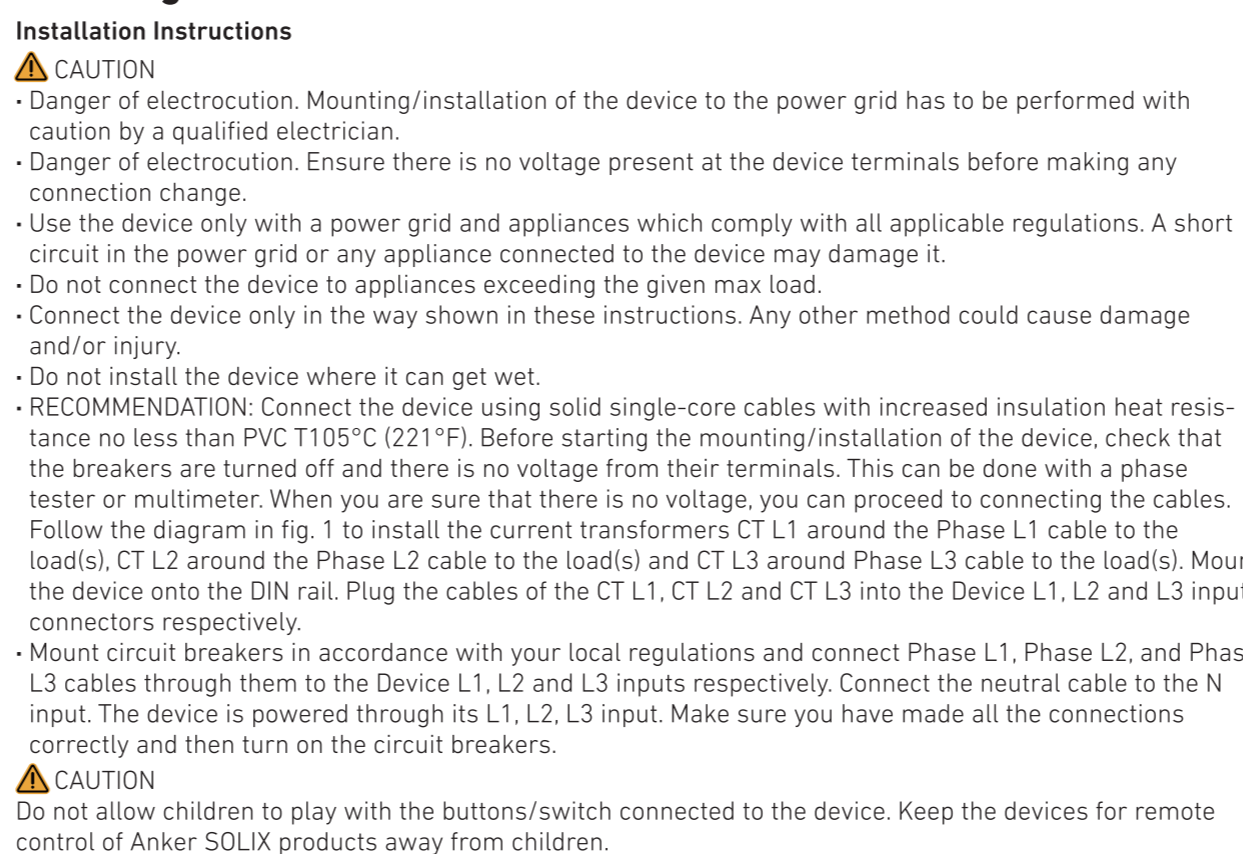 Installation Instructions
CAUTION
· Danger of electrocution. Mounting/installation of the device to the power grid has to be performed with
caution by a qualified electrician.
· Danger of electrocution. Ensure there is no voltage present at the device terminals before making any
connection change.
· Use the device only with a power grid and appliances which comply with all applicable regulations. A short
circuit in the power grid or any appliance connected to the device may damage it.
· Do not connect the device to appliances exceeding the given max load.
· Connect the device only in the way shown in these instructions. Any other method could cause damage
and/or injury.
· Do not install the device where it can get wet.
· RECOMMENDATION: Connect the device using solid single-core cables with increased insulation heat resis-
tance no less than PVC T105°C (221°F). Before starting the mounting/installation of the device, check that
the breakers are turned off and there is no voltage from their terminals. This can be done with a phase
tester or multimeter. When you are sure that there is no voltage, you can proceed to connecting the cables.
Follow the diagram in fig. 1 to install the current transformers CT L1 around the Phase L1 cable to the
load(s), CT L2 around the Phase L2 cable to the load(s) and CT L3 around Phase L3 cable to the load(s). Moun
the device onto the DIN rail. Plug the cables of the CT L1, CT L2 and CT L3 into the Device L1, L2 and L3 input
connectors respectively.
· Mount circuit breakers in accordance with your local regulations and connect Phase L1, Phase L2, and Phas
L3 cables through them to the Device L1, L2 and L3 inputs respectively. Connect the neutral cable to the N
input. The device is powered through its L1, L2, L3 input. Make sure you have made all the connections
correctly and then turn on the circuit breakers.
CAUTION
Do not allow children to play with the buttons/switch connected to the device. Keep the devices for remote
control of Anker SOLIX products away from children.